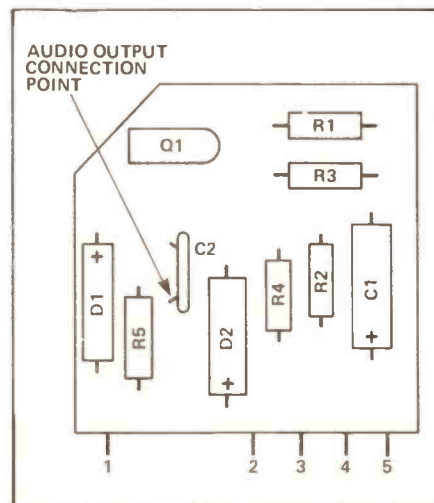 AUDIO OUTPUT
CONNECTION
POINT
Q1
R1
R3
C2
D1
+
R5
D2
+
R4
R2
C1
+
1
2
3
4
5